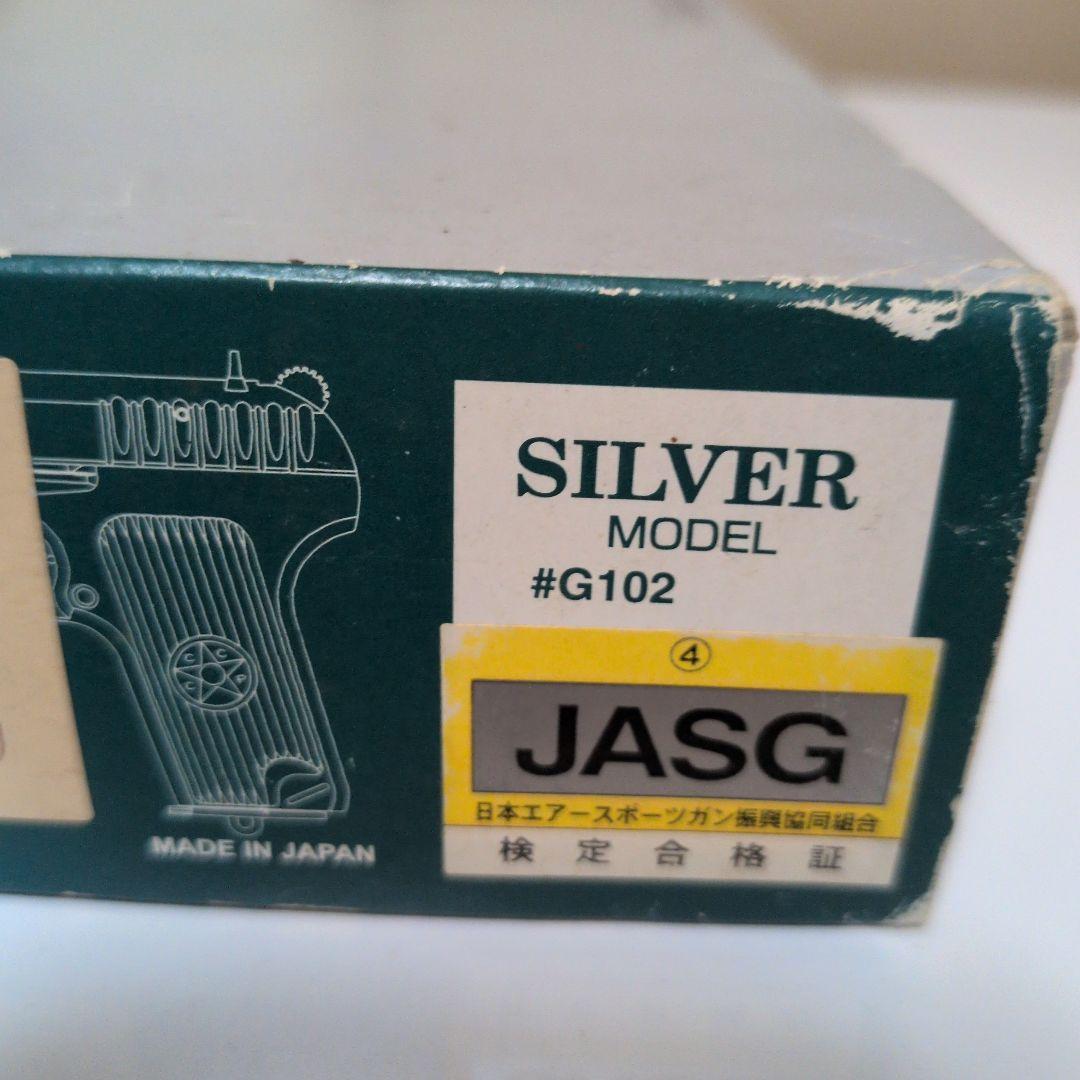 SILVER
MODEL
#G102
④
JASG
日本エアースポーツガン振興協同組合
検定合格証
C C C P
MADE IN JAPAN